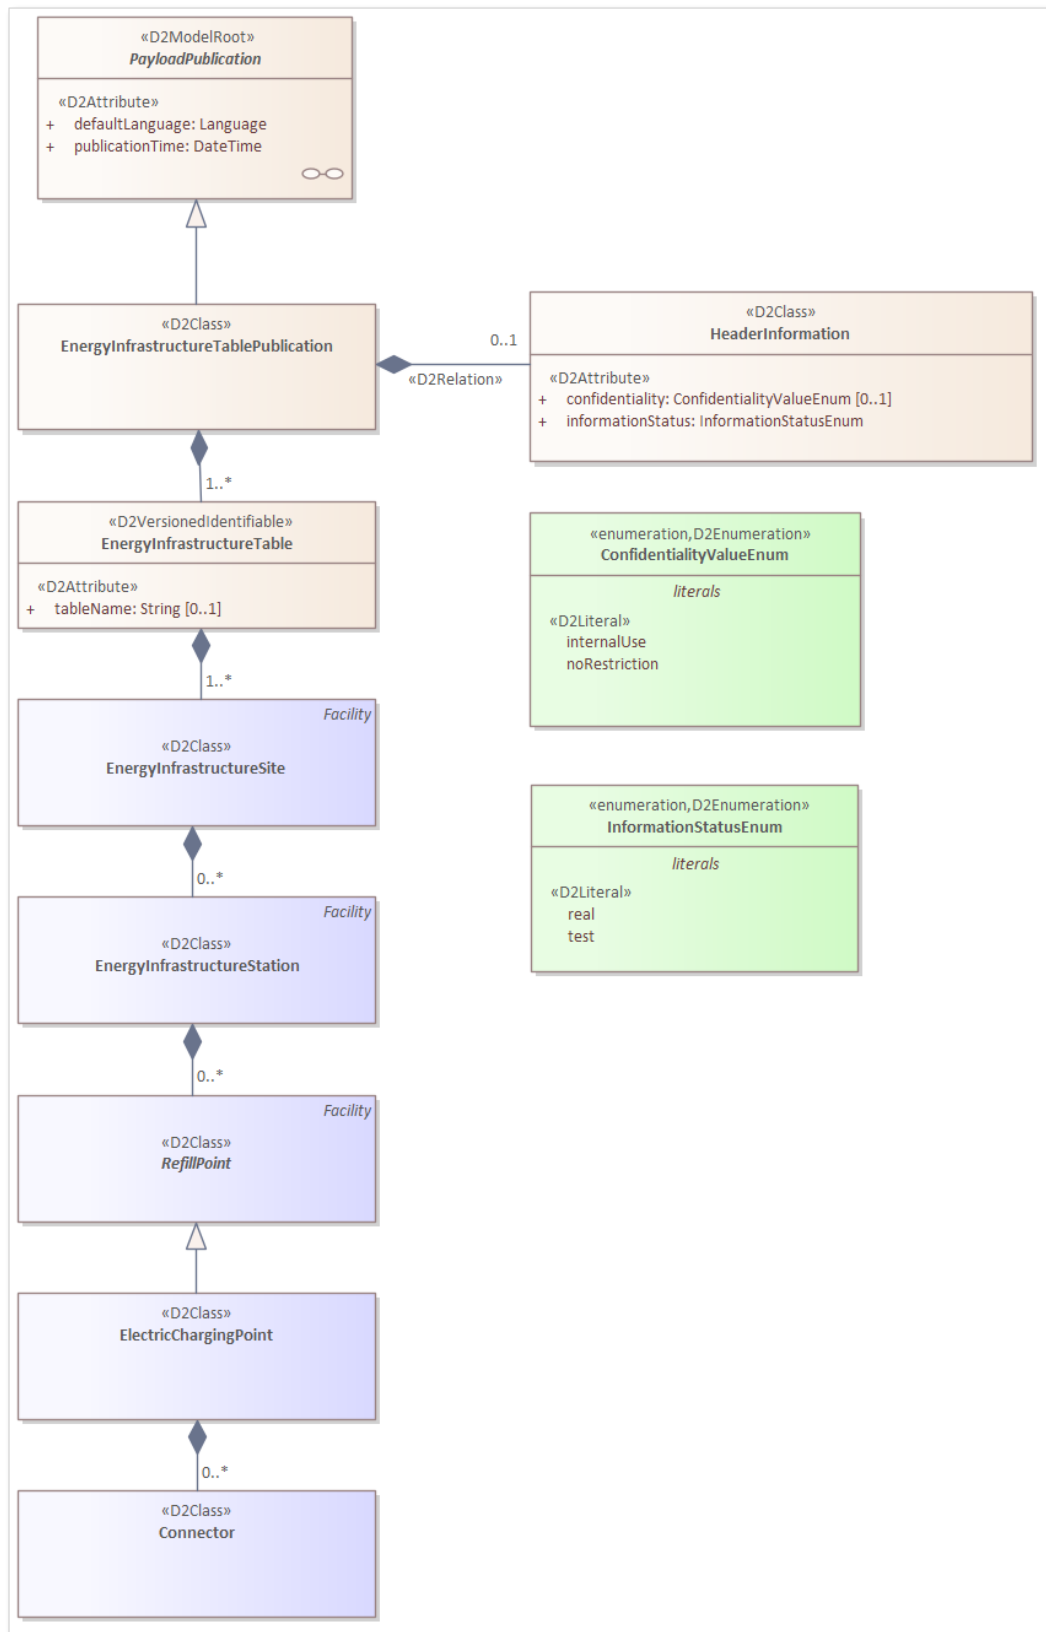 «D2ModelRoot»
PayloadPublication
«D2Attribute»
+ defaultLanguage: Language
+ publicationTime: DateTime
«D2Class»
EnergyInfrastructureTablePublication
0..1
«D2Relation»
«D2Class»
HeaderInformation
«D2Attribute»
+ confidentiality: ConfidentialityValueEnum [0..1]
+ informationStatus: InformationStatusEnum
1..*
«D2VersionedIdentifiable»
EnergyInfrastructureTable
«D2Attribute»
+ tableName: String [0..1]
«enumeration,D2Enumeration»
ConfidentialityValueEnum
literals
«D2Literal»
internalUse
noRestriction
1..*
Facility
«D2Class»
EnergyInfrastructureSite
«enumeration,D2Enumeration»
InformationStatusEnum
literals
«D2Literal»
real
test
0..*
Facility
«D2Class»
EnergyInfrastructureStation
0..*
Facility
«D2Class»
RefillPoint
«D2Class»
ElectricChargingPoint
0..*
«D2Class»
Connector